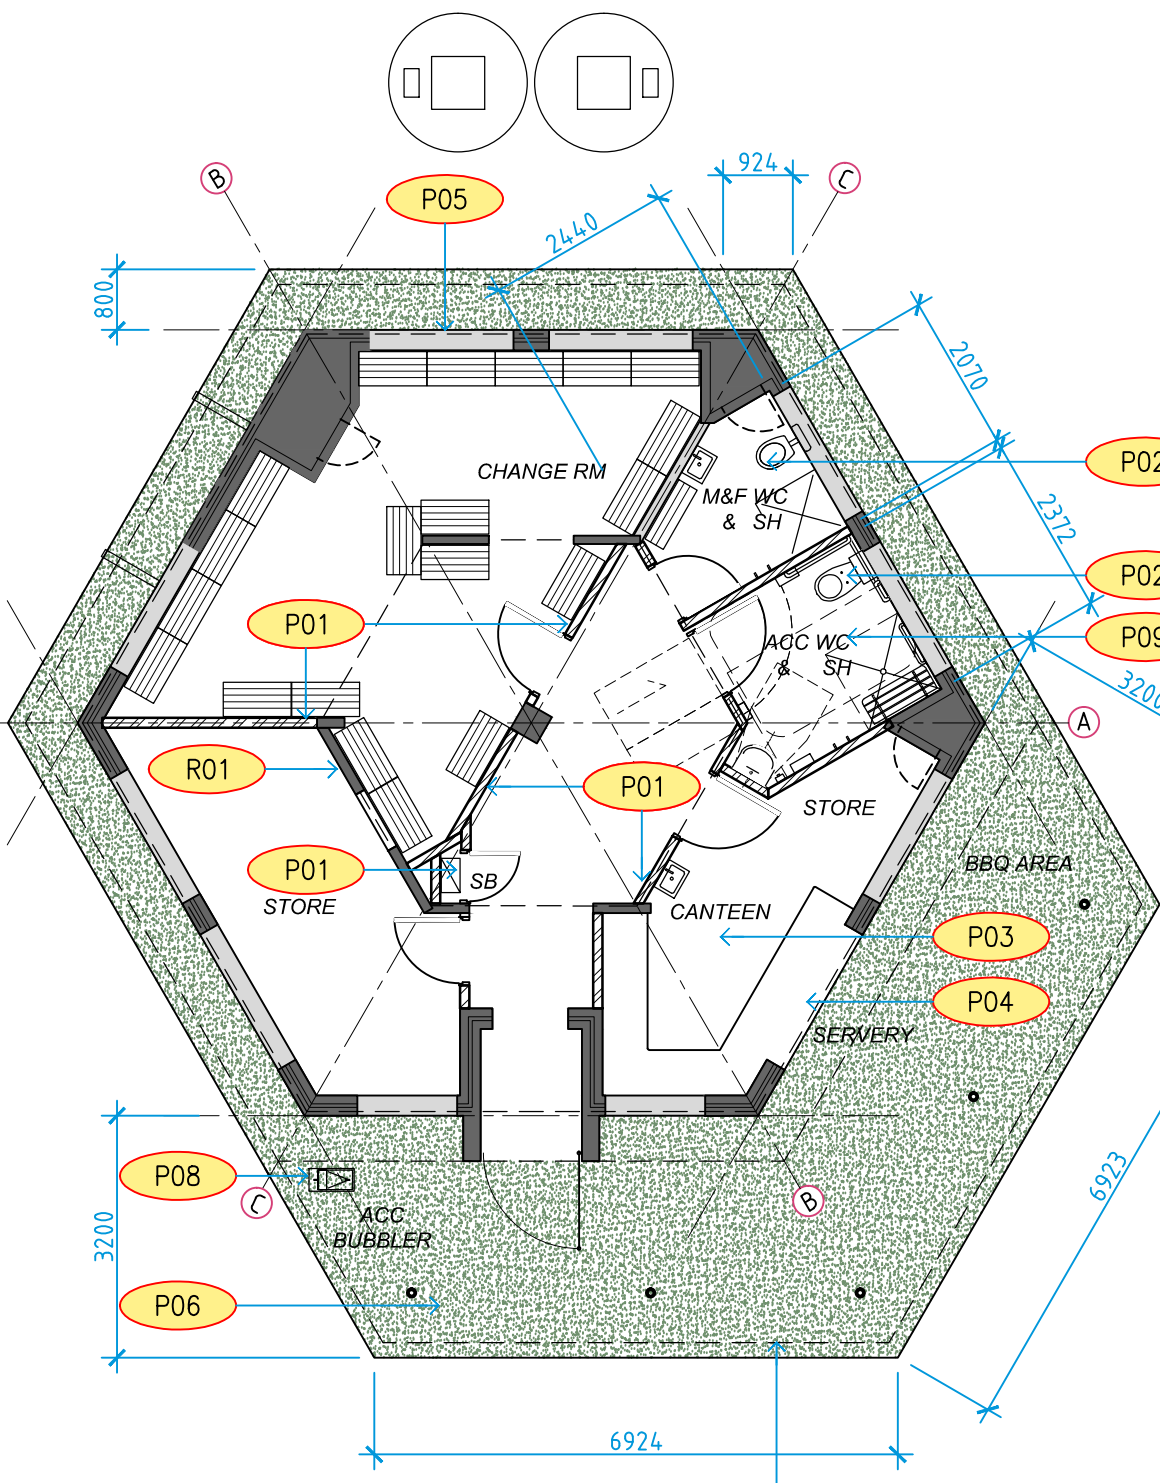 924
B
C
P05
2440
800
2070
CHANGE RM
P02
M&F WC
& SH
2372
P02
P01
P09
ACC WC
& SH
3200
A
R01
P01
STORE
BBQ AREA
P01
SB
STORE
CANTEEN
P03
P04
SERVERY
P08
C
B
6923
ACC
BUBBLER
3200
P06
6924